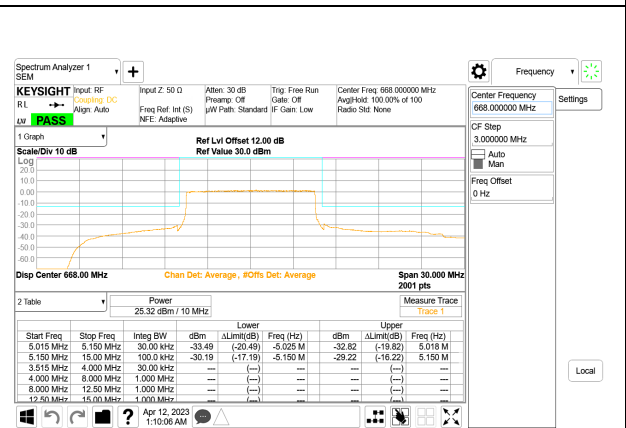 Spectrum Analyzer 1
SEM
Frequency
KEYSIGHT Input: RF Input Z: 50 Ω Atten: 30 dB Trig: Free Run Center Freq: 668.000000 MHz
R L Coupling: DC Preamp: Off Gate: Off Avg|Hold: 100.00% of 100
Align: Auto Freq Ref: Int (S) µW Path: Standard IF Gain: Low Radio Std: None
LXI PASS NFE: Adaptive
Center Frequency
668.000000 MHz
Settings
CF Step
3.000000 MHz
Auto
Man
Freq Offset
0 Hz
1 Graph
Scale/Div 10 dB
Ref Lvl Offset 12.00 dB
Ref Value 30.0 dBm
Log
20.0
10.0
0.00
-10.0
-20.0
-30.0
-40.0
-50.0
-60.0
Disp Center 668.00 MHz Chan Det: Average , #Offs Det: Average Span 30.000 MHz
2001 pts
2 Table
Power
25.32 dBm / 10 MHz
Measure Trace
Trace 1
Lower Upper
Start Freq Stop Freq Integ BW dBm ΔLimit(dB) Freq (Hz) dBm ΔLimit(dB) Freq (Hz)
5.015 MHz 5.150 MHz 30.00 kHz -33.49 (-20.49) -5.025 M -32.82 (-19.82) 5.018 M
5.150 MHz 15.00 MHz 100.0 kHz -30.19 (-17.19) -5.150 M -29.22 (-16.22) 5.150 M
3.515 MHz 4.000 MHz 30.00 kHz --- (---) --- --- (---) ---
4.000 MHz 8.000 MHz 1.000 MHz --- (---) --- --- (---) ---
8.000 MHz 12.50 MHz 1.000 MHz --- (---) --- --- (---) ---
12.50 MHz 15.00 MHz 1.000 MHz --- (---) --- --- (---) ---
Local
Apr 12, 2023
1:10:06 AM